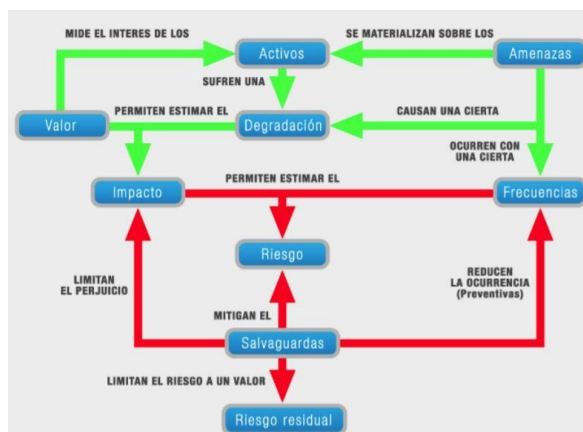 MIDE EL INTERES DE LOS
SE MATERIALIZAN SOBRE LOS
Activos
Amenazas
SUFREN UNA
PERMITEN ESTIMAR EL
CAUSAN UNA CIERTA
Valor
Degradación
OCURREN CON
UNA CIERTA
PERMITEN ESTIMAR EL
Impacto
Frecuencias
Riesgo
LIMITAN
EL PERJUICIO
REDUCEN
LA OCURRENCIA
(Preventivas)
MITIGAN EL
Salvaguardas
LIMITAN EL RIESGO A UN VALOR
Riesgo residual